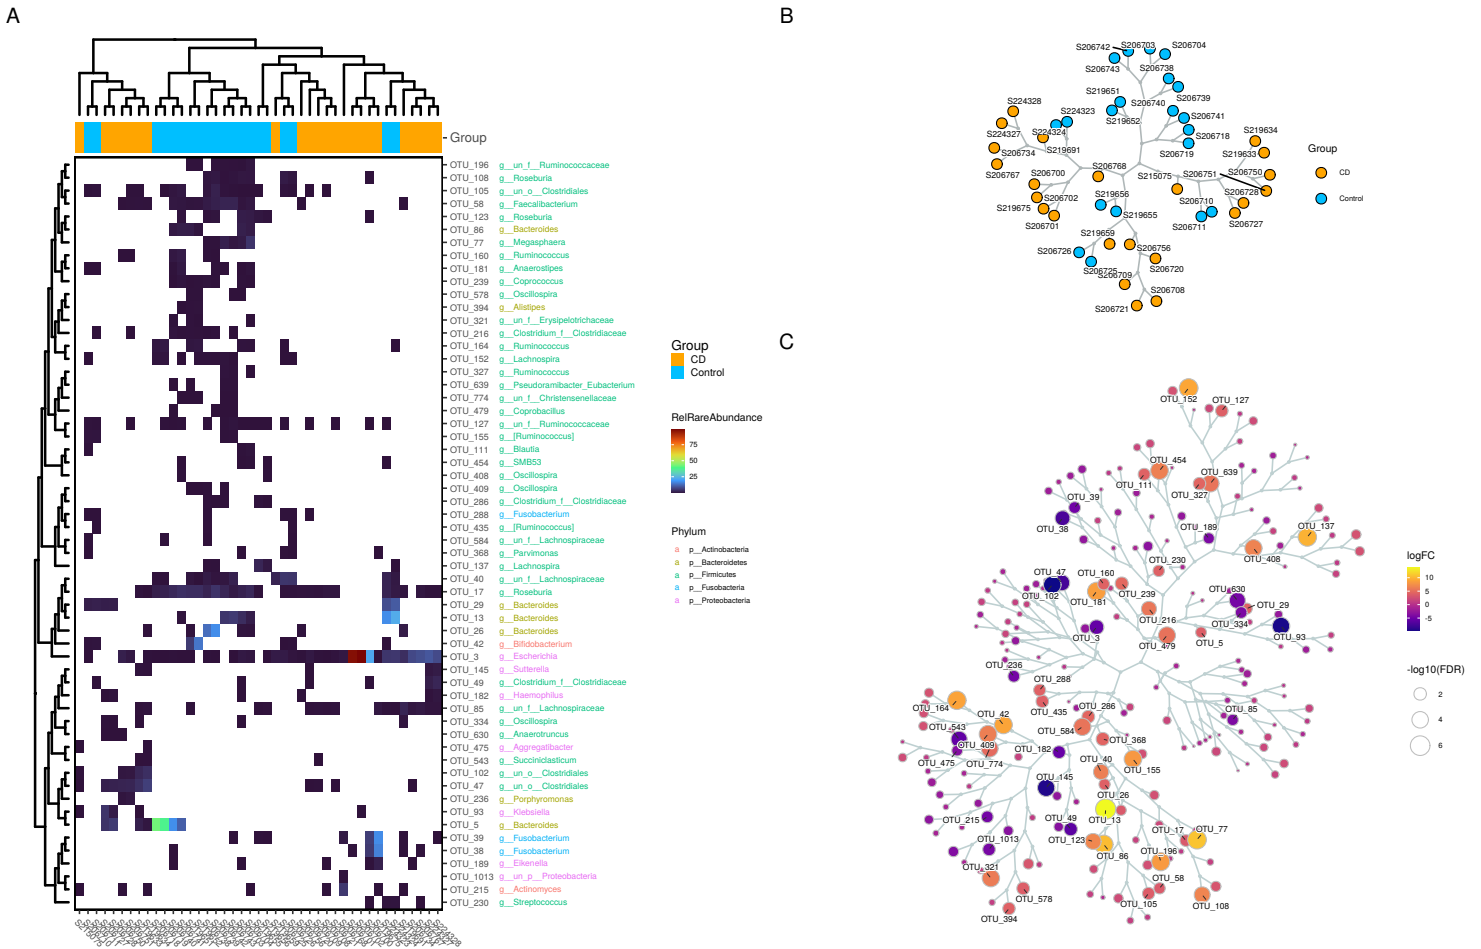 A
Group
OTU_196 g__un_f__Ruminococcaceae
OTU_108 g__Roseburia
OTU_105 g__un_o__Clostridiales
OTU_58 g__Faecalibacterium
OTU_123 g__Roseburia
OTU_86 g__Bacteroides
OTU_77 g__Megasphaera
OTU_160 g__Ruminococcus
OTU_181 g__Anaerostipes
OTU_239 g__Coprococcus
OTU_578 g__Oscillospira
OTU_394 g__Alistipes
OTU_321 g__un_f__Erysipelotrichaceae
OTU_216 g__Clostridium_f__Clostridiaceae
OTU_164 g__Ruminococcus
OTU_152 g__Lachnospira
OTU_327 g__Ruminococcus
OTU_639 g__Pseudoramibacter_Eubacterium
OTU_774 g__un_f__Christensenellaceae
OTU_479 g__Coprobacillus
OTU_127 g__un_f__Ruminococcaceae
OTU_155 g__[Ruminococcus]
OTU_111 g__Blautia
OTU_454 g__SMB53
OTU_408 g__Oscillospira
OTU_409 g__Oscillospira
OTU_286 g__Clostridium_f__Clostridiaceae
OTU_288 g__Fusobacterium
OTU_435 g__[Ruminococcus]
OTU_584 g__un_f__Lachnospiraceae
OTU_368 g__Parvimonas
OTU_137 g__Lachnospira
OTU_40 g__un_f__Lachnospiraceae
OTU_17 g__Roseburia
OTU_29 g__Bacteroides
OTU_13 g__Bacteroides
OTU_26 g__Bacteroides
OTU_42 g__Bifidobacterium
OTU_3 g__Escherichia
OTU_145 g__Sutterella
OTU_49 g__Clostridium_f__Clostridiaceae
OTU_182 g__Haemophilus
OTU_85 g__un_f__Lachnospiraceae
OTU_334 g__Oscillospira
OTU_630 g__Anaerotruncus
OTU_475 g__Aggregatibacter
OTU_543 g__Succiniclasticum
OTU_102 g__un_o__Clostridiales
OTU_47 g__un_o__Clostridiales
OTU_236 g__Porphyromonas
OTU_93 g__Klebsiella
OTU_5 g__Bacteroides
OTU_39 g__Fusobacterium
OTU_38 g__Fusobacterium
OTU_189 g__Eikenella
OTU_1013 g__un_p__Proteobacteria
OTU_215 g__Actinomyces
OTU_230 g__Streptococcus
Group
CD
Control
RelRareAbundance
75
50
25
Phylum
a p__Actinobacteria
a p__Bacteroidetes
a p__Firmicutes
a p__Fusobacteria
a p__Proteobacteria
B
S206742
S206703
S206704
S206743
S206738
S219651
S206740
S206739
S224328
S224323
S219652
S206741
S224327
S224324
S206718
S219634
S206734
S219691
S206719
S219633
S206767
S206700
S206768
S215075
S206751
S206750
S219675
S206702
S219656
S206728
S206701
S219655
S206710
S206711
S206727
S219659
S206726
S206756
S206725
S206709
S206720
S206708
S206721
Group
CD
Control
C
OTU_152
OTU_127
OTU_454
OTU_639
OTU_111
OTU_327
OTU_39
OTU_38
OTU_189
OTU_137
OTU_408
OTU_230
OTU_47
OTU_160
OTU_102
OTU_181
OTU_239
OTU_630
OTU_29
OTU_216
OTU_334
OTU_93
OTU_3
OTU_479
OTU_5
OTU_236
OTU_288
OTU_164
OTU_435
OTU_286
OTU_85
OTU_42
OTU_543
OTU_584
OTU_409
OTU_182
OTU_368
OTU_475
OTU_774
OTU_40
OTU_155
OTU_145
OTU_26
OTU_215
OTU_49
OTU_13
OTU_1013
OTU_123
OTU_17
OTU_77
OTU_86
OTU_196
OTU_321
OTU_58
OTU_578
OTU_105
OTU_108
OTU_394
logFC
10
5
0
-5
-log10(FDR)
2
4
6